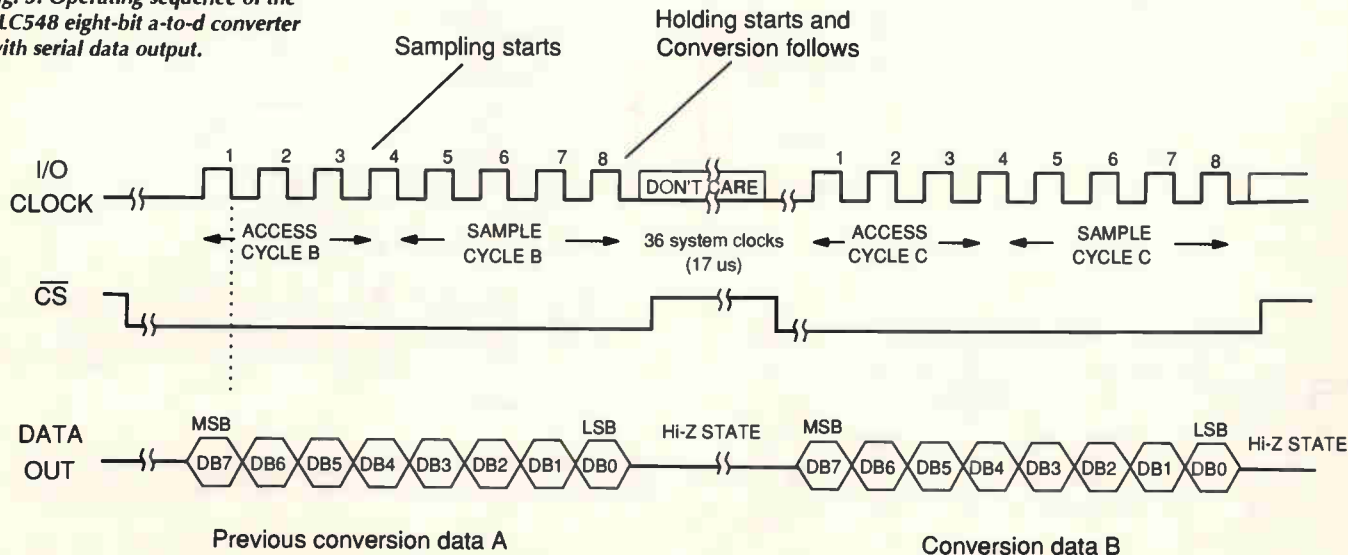 Operating sequence of the
LC548 eight-bit a-to-d converter
with serial data output.
Sampling starts
Holding starts and
Conversion follows
I/O
CLOCK
1 2 3 4 5 6 7 8
DON'T CARE
1 2 3 4 5 6 7 8
ACCESS
CYCLE B
SAMPLE
CYCLE B
36 system clocks
(17 us)
ACCESS
CYCLE C
SAMPLE
CYCLE C
CS
DATA
OUT
MSB
LSB
DB7 DB6 DB5 DB4 DB3 DB2 DB1 DB0
Hi-Z STATE
MSB
LSB
DB7 DB6 DB5 DB4 DB3 DB2 DB1 DB0
Hi-Z STATE
Previous conversion data A
Conversion data B